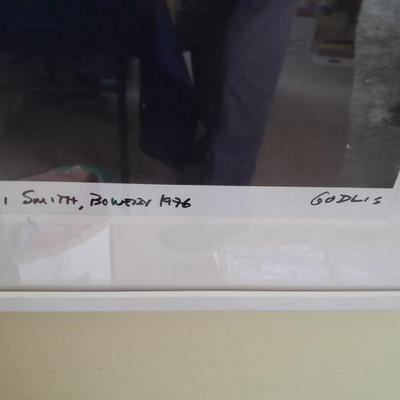 i SMITH, BOWERY 1976 GODLIS